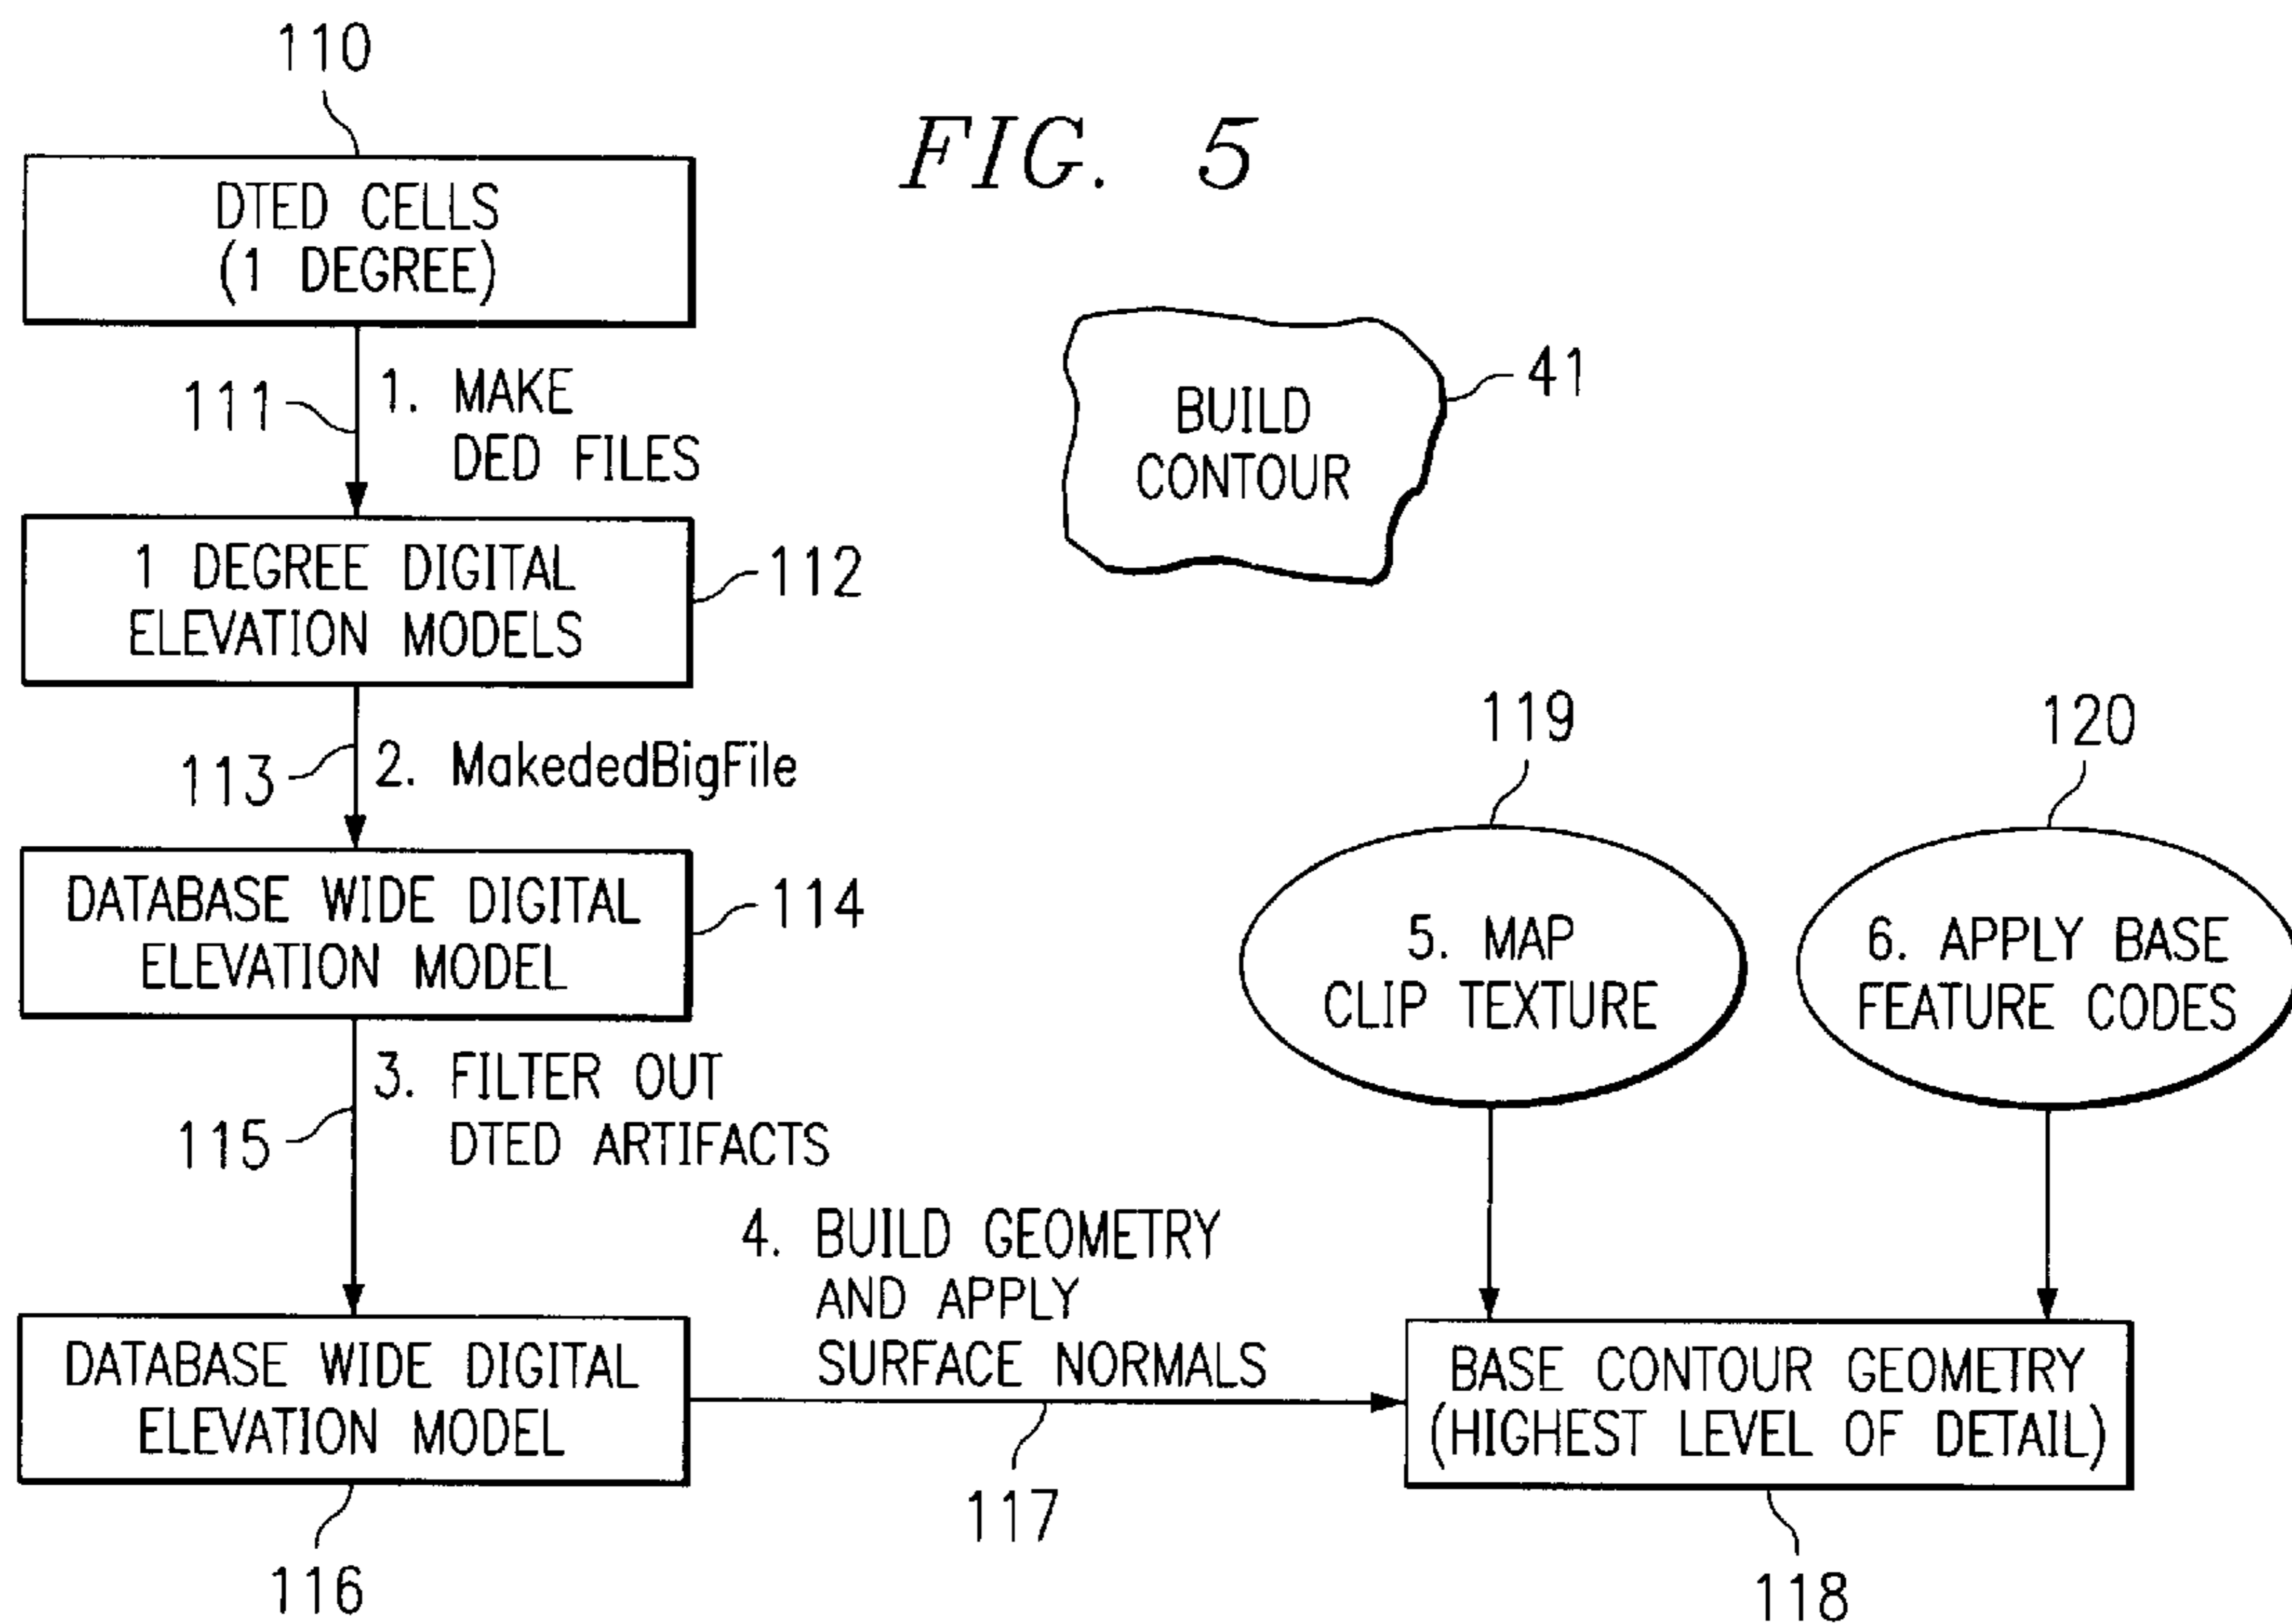 110
FIG. 5
DTED CELLS
(1 DEGREE)
111
1. MAKE
DED FILES
BUILD
CONTOUR
41
1 DEGREE DIGITAL
ELEVATION MODELS
112
113
2. MakededBigFile
119
120
DATABASE WIDE DIGITAL
ELEVATION MODEL
114
5. MAP
CLIP TEXTURE
6. APPLY BASE
FEATURE CODES
115
3. FILTER OUT
DTED ARTIFACTS
4. BUILD GEOMETRY
AND APPLY
SURFACE NORMALS
DATABASE WIDE DIGITAL
ELEVATION MODEL
BASE CONTOUR GEOMETRY
(HIGHEST LEVEL OF DETAIL)
117
116
118